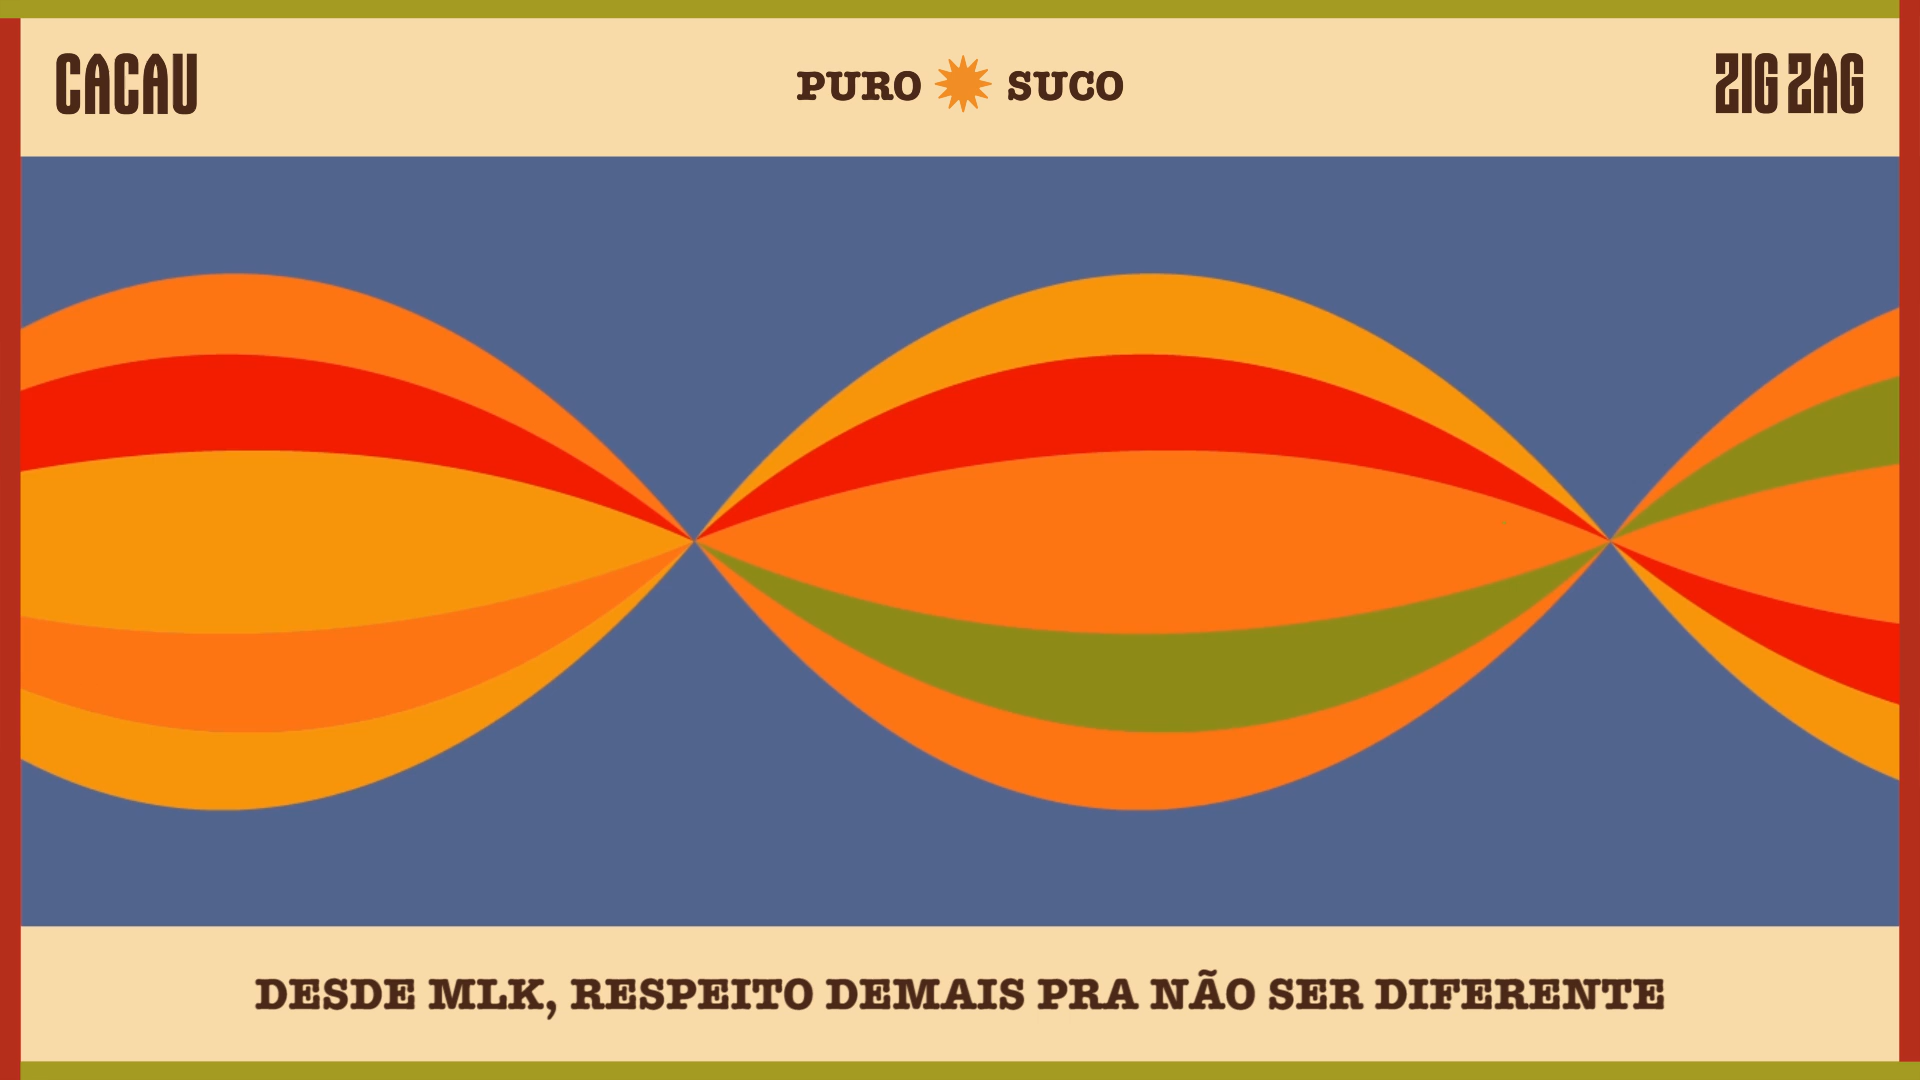 CACAU
PURO SUCO
ZIG ZAG
DESDE MLK, RESPEITO DEMAIS PRA NÃO SER DIFERENTE